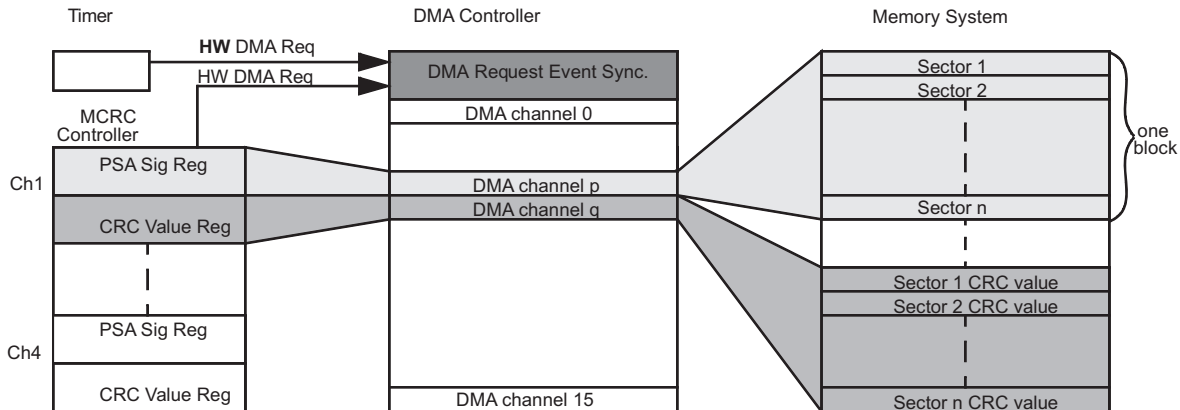 Timer
DMA Controller
Memory System
HW DMA Req
HW DMA Req
DMA Request Event Sync.
DMA channel 0
MCRC
Controller
Ch1
PSA Sig Reg
CRC Value Reg
DMA channel p
DMA channel q
Sector 1
Sector 2
Sector n
one
block
Sector 1 CRC value
Sector 2 CRC value
Ch4
PSA Sig Reg
CRC Value Reg
DMA channel 15
Sector n CRC value